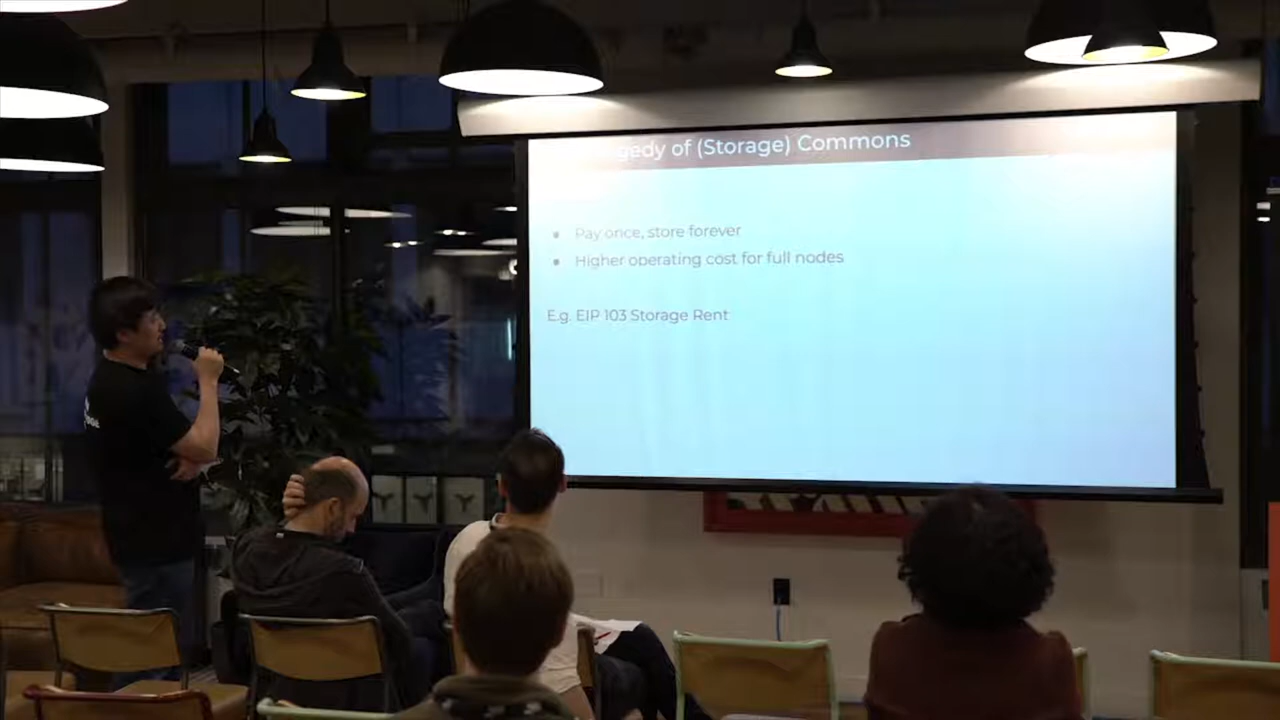 gedy of (Storage) Commons
• Pay once, store forever
• Higher operating cost for full nodes
E.g. EIP 103 Storage Rent